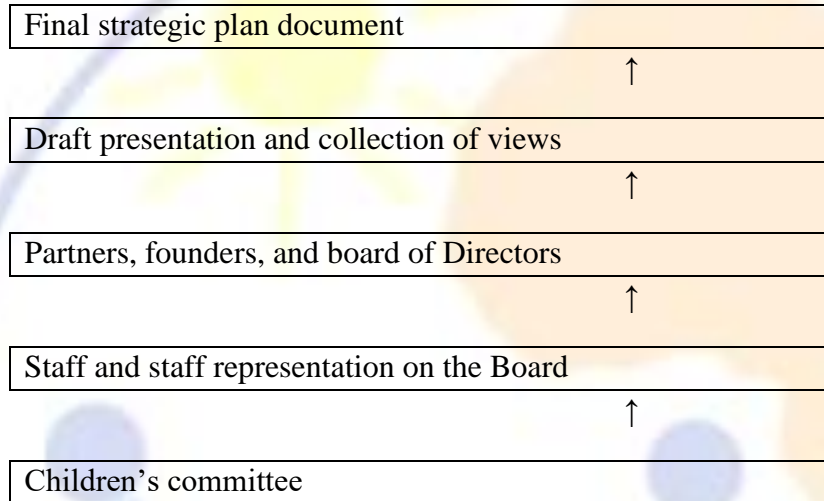 Final strategic plan document
↑
Draft presentation and collection of views
↑
Partners, founders, and board of Directors
↑
Staff and staff representation on the Board
↑
Children’s committee